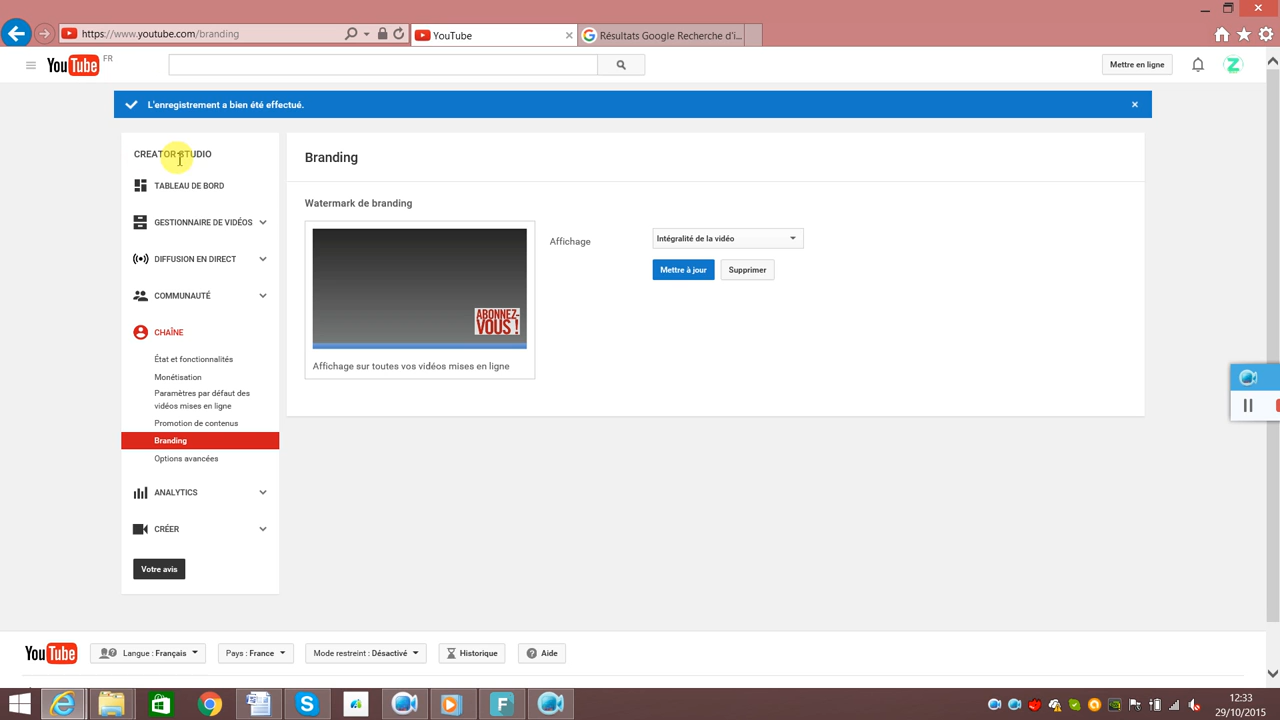 https://www.youtube.com/branding
YouTube
Résultats Google Recherche d'i...
YouTube FR
Mettre en ligne
L'enregistrement a bien été effectué.
CREATOR STUDIO
TABLEAU DE BORD
GESTIONNAIRE DE VIDÉOS
DIFFUSION EN DIRECT
COMMUNAUTÉ
CHAÎNE
État et fonctionnalités
Monétisation
Paramètres par défaut des
vidéos mises en ligne
Promotion de contenus
Branding
Options avancées
ANALYTICS
CRÉER
Votre avis
Branding
Watermark de branding
ABONNEZ-
VOUS !
Affichage sur toutes vos vidéos mises en ligne
Affichage
Intégralité de la vidéo
Mettre à jour
Supprimer
YouTube
Langue : Français
Pays : France
Mode restreint : Désactivé
Historique
Aide
12:33
29/10/2015